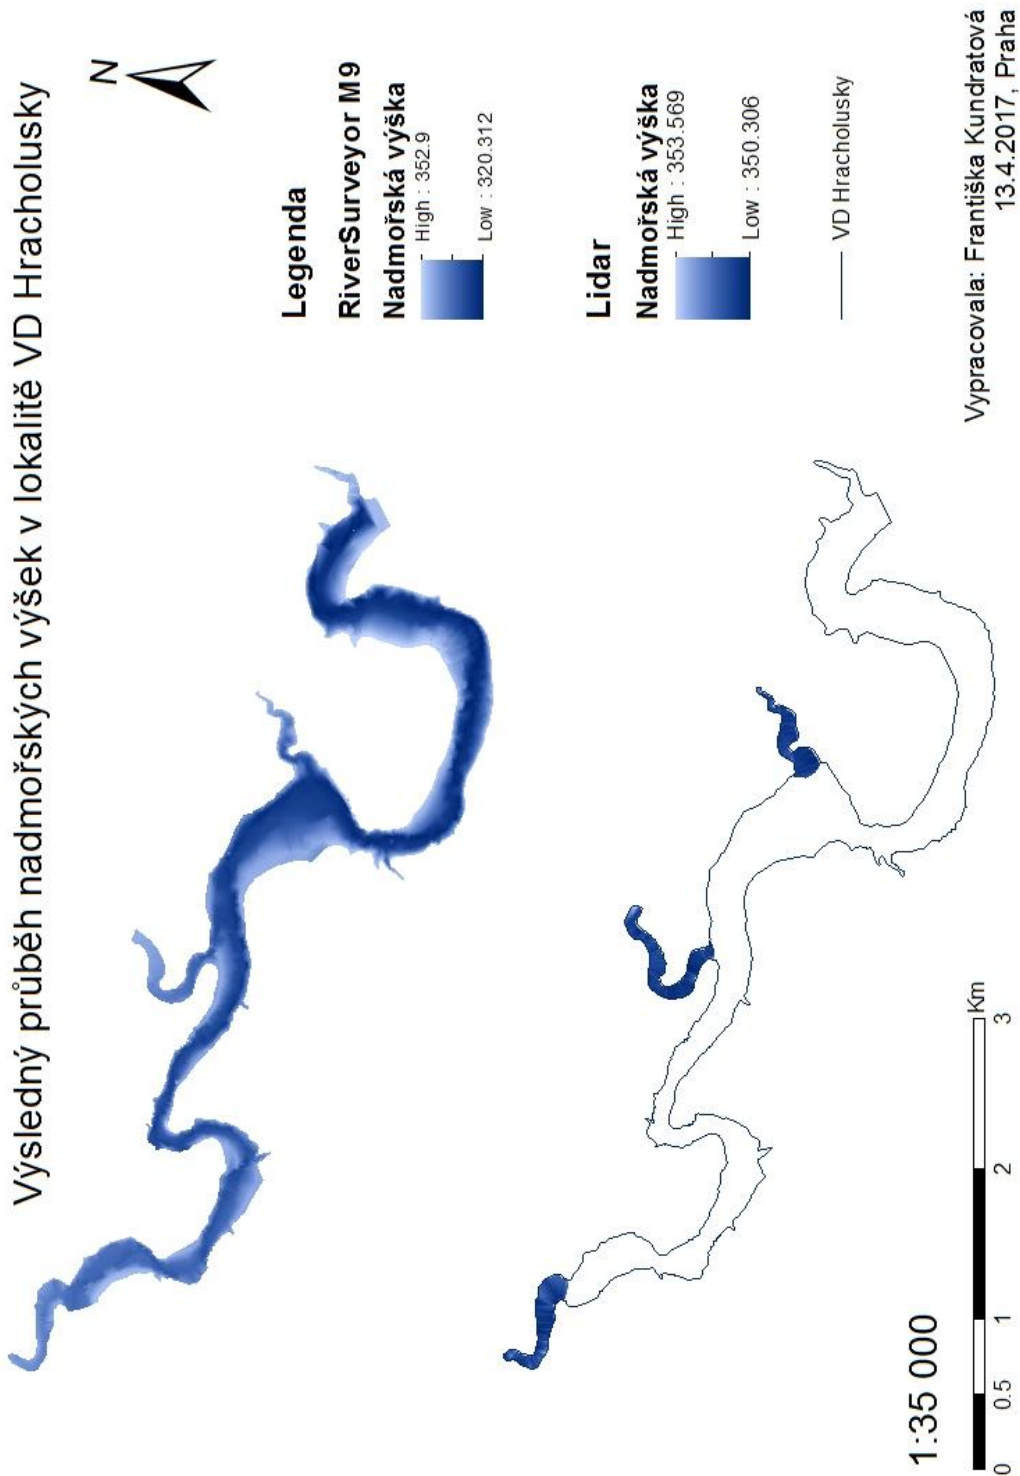 Výsledný průběh nadmořských výšek v lokalitě VD Hracholusky
N
Legenda
RiverSurveyor M9
Nadmořská výška
High : 352.9
Low : 320.312
Lidar
Nadmořská výška
High : 353.569
Low : 350.306
VD Hracholusky
1:35 000
0 0.5 1 2 3 Km
Vypracovala: Františka Kundratová
13.4.2017, Praha